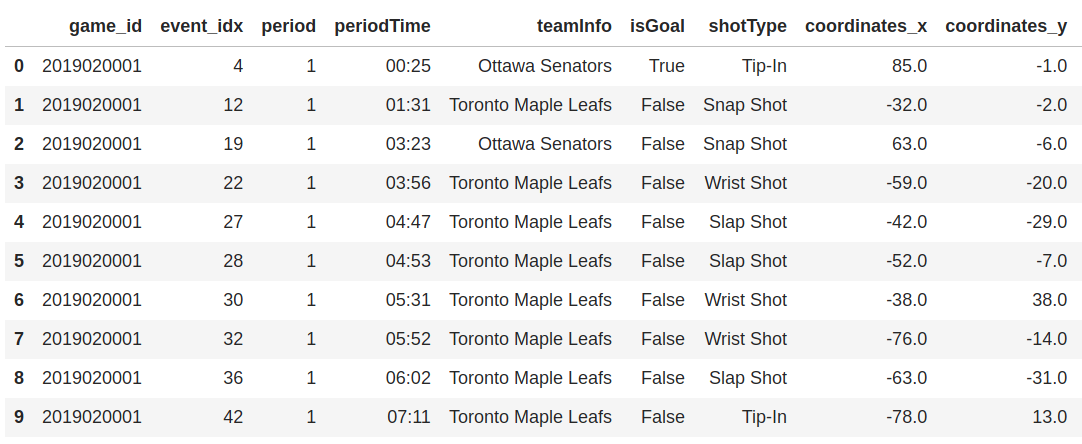 game_id event_idx period periodTime teamInfo isGoal shotType coordinates_x coordinates_y
0 2019020001 4 1 00:25 Ottawa Senators True Tip-In 85.0 -1.0
1 2019020001 12 1 01:31 Toronto Maple Leafs False Snap Shot -32.0 -2.0
2 2019020001 19 1 03:23 Ottawa Senators False Snap Shot 63.0 -6.0
3 2019020001 22 1 03:56 Toronto Maple Leafs False Wrist Shot -59.0 -20.0
4 2019020001 27 1 04:47 Toronto Maple Leafs False Slap Shot -42.0 -29.0
5 2019020001 28 1 04:53 Toronto Maple Leafs False Slap Shot -52.0 -7.0
6 2019020001 30 1 05:31 Toronto Maple Leafs False Wrist Shot -38.0 38.0
7 2019020001 32 1 05:52 Toronto Maple Leafs False Wrist Shot -76.0 -14.0
8 2019020001 36 1 06:02 Toronto Maple Leafs False Slap Shot -63.0 -31.0
9 2019020001 42 1 07:11 Toronto Maple Leafs False Tip-In -78.0 13.0